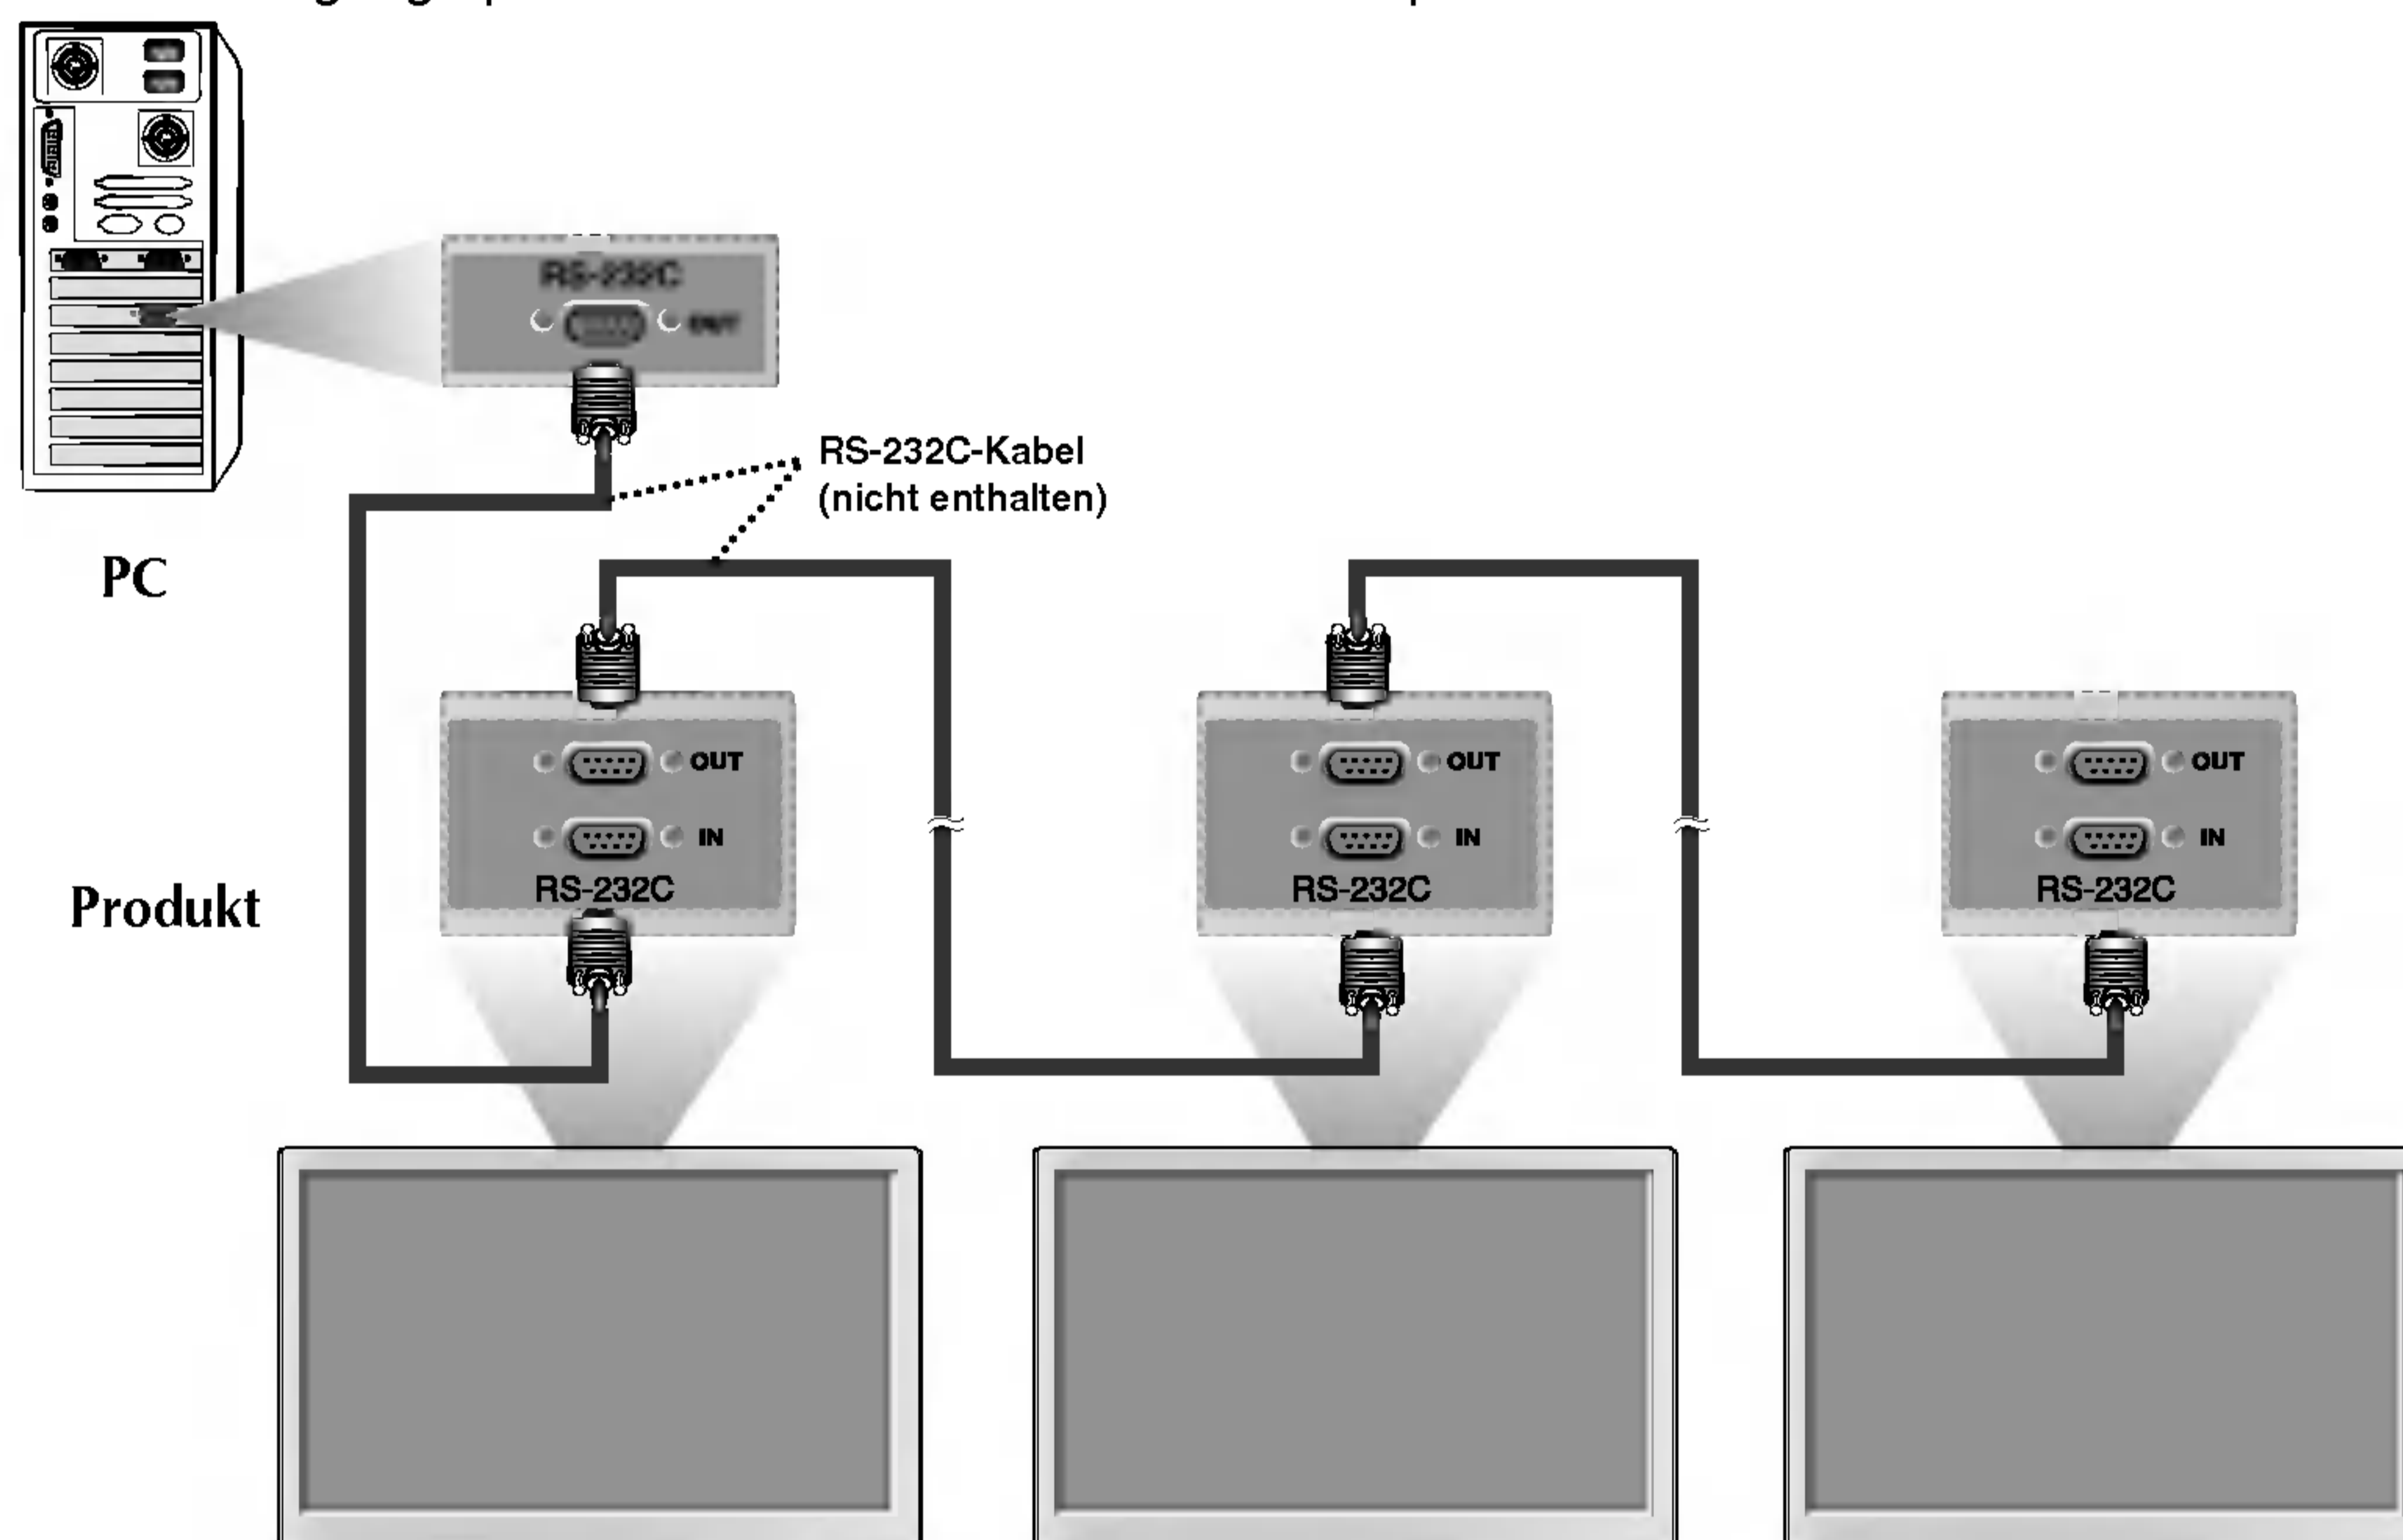 RS-232C
OUT
RS-232C-Kabel
(nicht enthalten)
PC
OUT
IN
RS-232C
OUT
IN
RS-232C
OUT
IN
RS-232C
Produkt